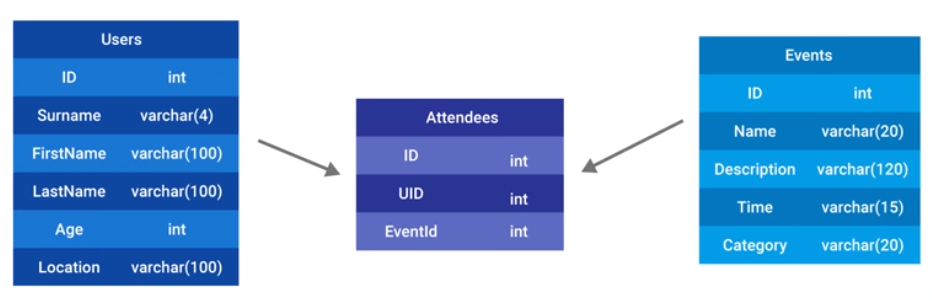 Users
ID int
Surname varchar(4)
FirstName varchar(100)
LastName varchar(100)
Age int
Location varchar(100)
Attendees
ID int
UID int
EventId int
Events
ID int
Name varchar(20)
Description varchar(120)
Time varchar(15)
Category varchar(20)